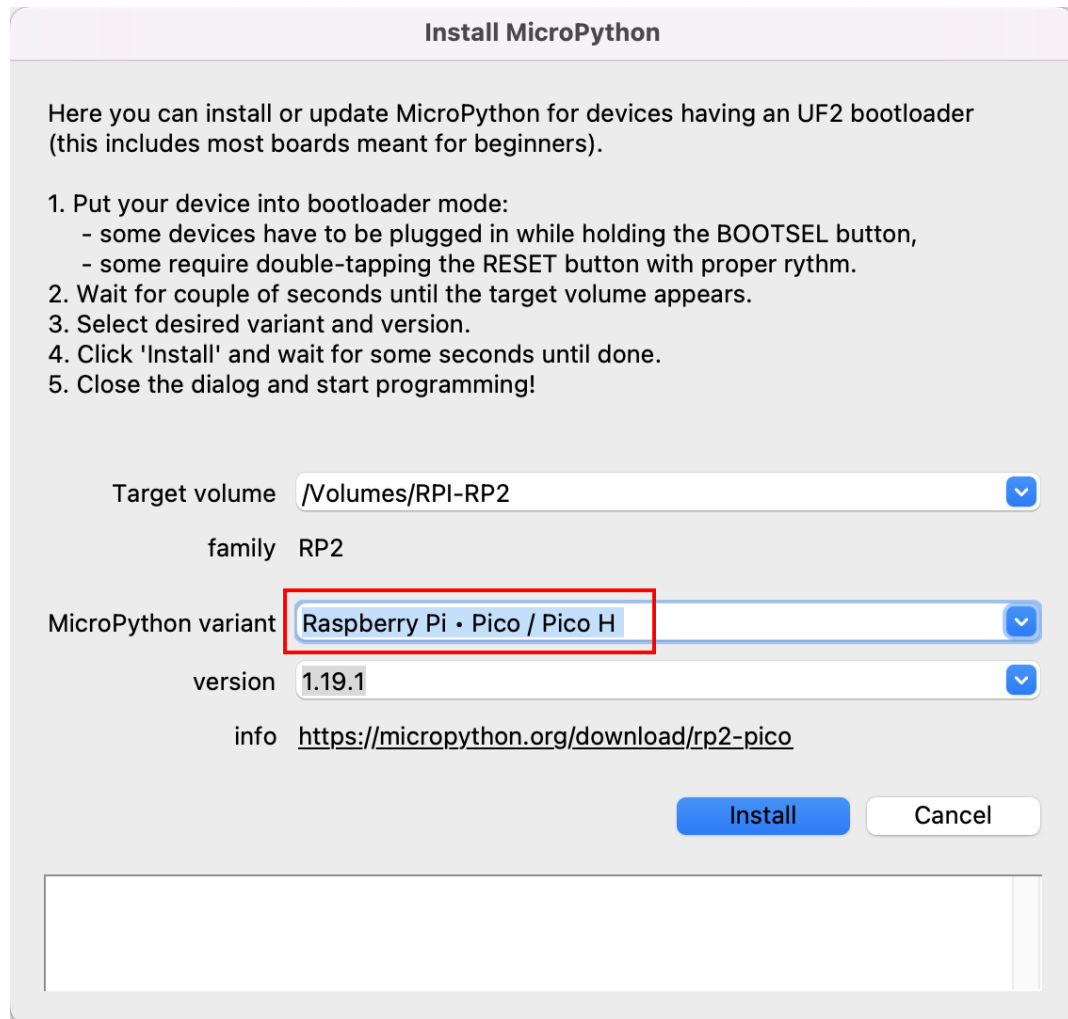 Install MicroPython
Here you can install or update MicroPython for devices having an UF2 bootloader
(this includes most boards meant for beginners).
1. Put your device into bootloader mode:
- some devices have to be plugged in while holding the BOOTSEL button,
- some require double-tapping the RESET button with proper rythm.
2. Wait for couple of seconds until the target volume appears.
3. Select desired variant and version.
4. Click 'Install' and wait for some seconds until done.
5. Close the dialog and start programming!
Target volume /Volumes/RPI-RP2
family RP2
MicroPython variant Raspberry Pi • Pico / Pico H
version 1.19.1
info https://micropython.org/download/rp2-pico
Install Cancel